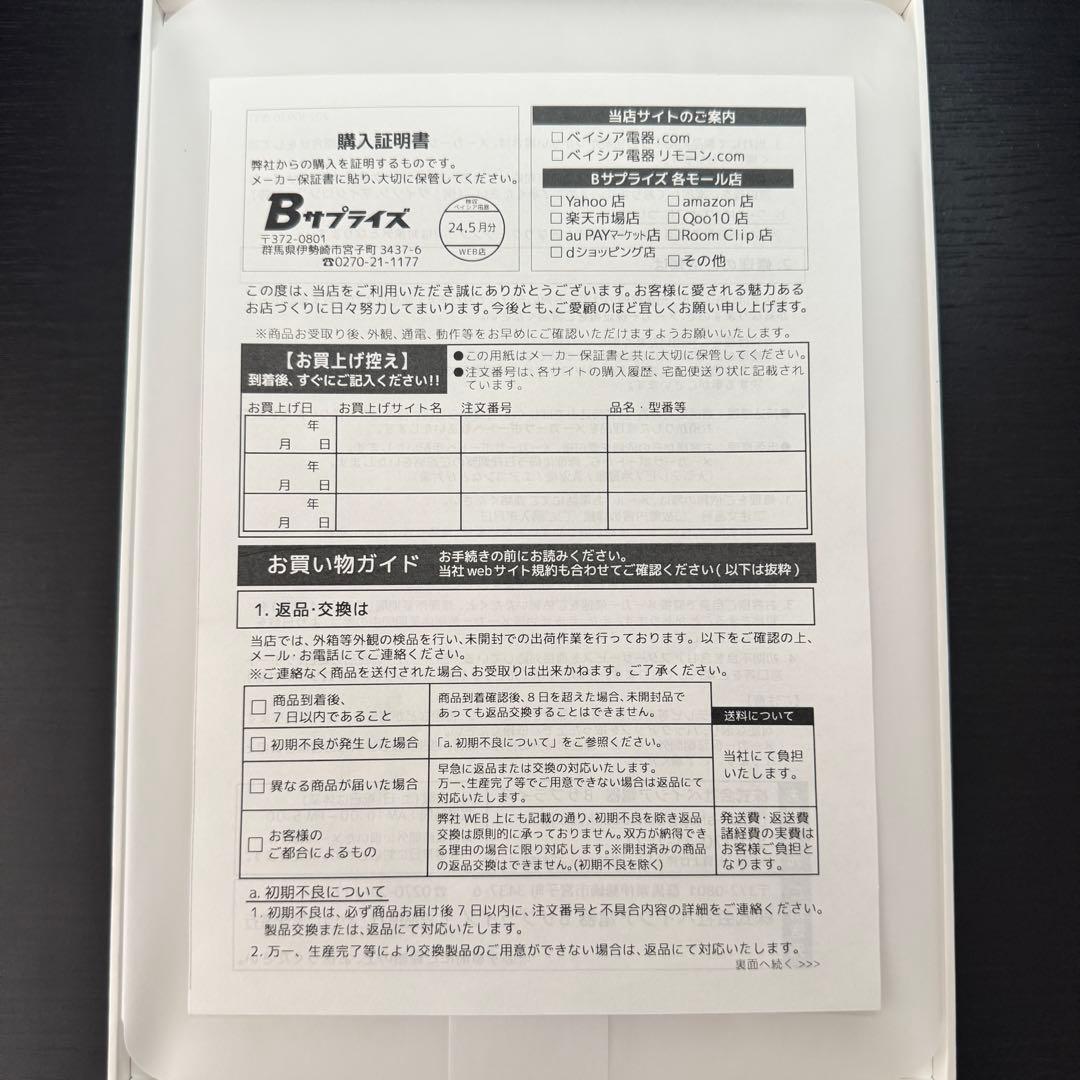 購入証明書
弊社からの購入を証明するものです。
メーカー保証書に貼り、大切に保管してください。
Bサプライズ
〒372-0801
群馬県伊勢崎市宮子町 3437-6
☎0270-21-1177
ベイシア電器
24.5月分
WEB店
当店サイトのご案内
□ベイシア電器.com
□ベイシア電器 リモコン.com
Bサプライズ 各モール店
□Yahoo 店 □amazon 店
□楽天市場店 □Qoo10 店
□au PAYマーケット店 □Room Clip 店
□dショッピング店 □その他
この度は、当店をご利用いただき誠にありがとうございます。お客様に愛される魅力ある
お店づくりに日々努力してまいります。今後とも、ご愛顧のほど宜しくお願い申し上げます。
※商品お受取り後、外観、通電、動作等をお早めにご確認いただけますようお願いいたします。
【お買上げ控え】
到着後、すぐにご記入ください!!
●この用紙はメーカー保証書と共に大切に保管してください。
●注文番号は、各サイトの購入履歴、宅配便送り状に記載され
ています。
お買上げ日 お買上げサイト名 注文番号 品名・型番等
年
月 日
年
月 日
年
月 日
お買い物ガイド
お手続きの前にお読みください。
当社webサイト規約も合わせてご確認ください(以下は抜粋)
1. 返品・交換は
当店では、外箱等外観の検品を行い、未開封での出荷作業を行っております。以下をご確認の上、
メール・お電話にてご連絡ください。
※ご連絡なく商品を送付された場合、お受取りは出来かねます。ご了承ください。
□ 商品到着後、
7日以内であること
商品到着確認後、8日を超えた場合、未開封品で
あっても返品交換することはできません。
送料について
□ 初期不良が発生した場合
「a.初期不良について」をご参照ください。
当社にて負担
いたします。
□ 異なる商品が届いた場合
早急に返品または交換の対応いたします。
万一、生産完了等でご用意できない場合は返品にて
対応いたします。
□ お客様の
ご都合によるもの
弊社WEB上にも記載の通り、初期不良を除き返品
交換は原則的に承っておりません。双方が納得でき
る理由の場合に限り対応します。※開封済みの商品
の返品交換はできません。(初期不良を除く)
発送費・返送費
諸経費の実費は
お客様ご負担と
なります。
a. 初期不良について
1. 初期不良は、必ず商品お届け後7日以内に、注文番号と不具合内容の詳細をご連絡ください。
製品交換または、返品にて対応いたします。
2. 万一、生産完了等により交換製品のご用意ができない場合は、返品にて対応いたします。
裏面へ続く >>>